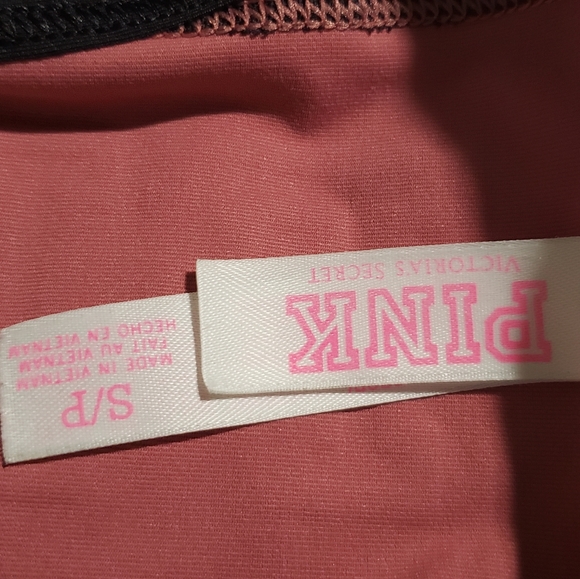 VICTORIA'S SECRET
PINK
S/P
MADE IN VIETNAM
FAIT AU VIETNAM
HECHO EN VIETNAM